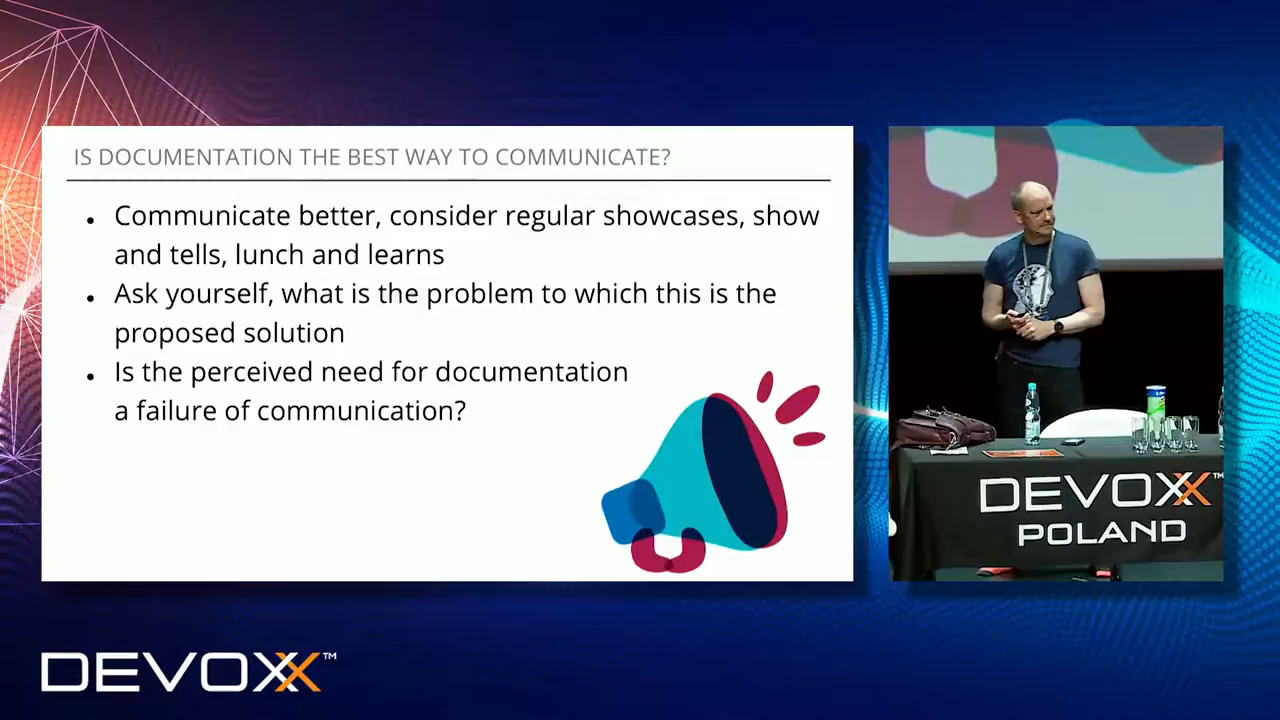 IS DOCUMENTATION THE BEST WAY TO COMMUNICATE?
Communicate better, consider regular showcases, show
and tells, lunch and learns
Ask yourself, what is the problem to which this is the
proposed solution
Is the perceived need for documentation
a failure of communication?
DEVOXX™
POLAND
DEVOXX™